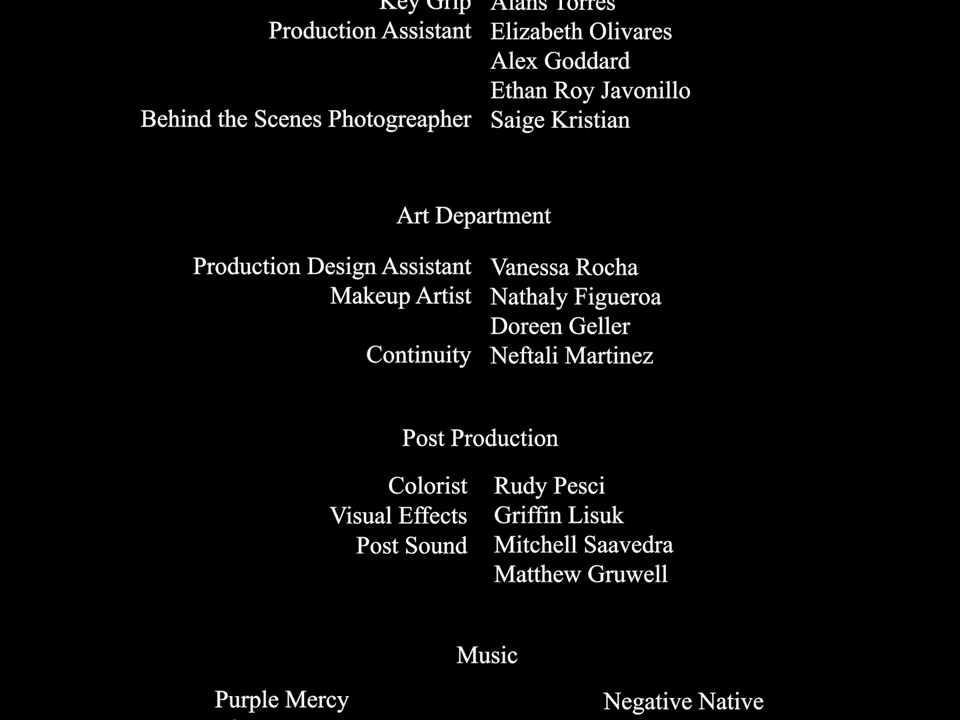 Key Grip Alans Torres
Production Assistant Elizabeth Olivares
Alex Goddard
Ethan Roy Javonillo
Behind the Scenes Photogreapher Saige Kristian
Art Department
Production Design Assistant Vanessa Rocha
Makeup Artist Nathaly Figueroa
Doreen Geller
Continuity Neftali Martinez
Post Production
Colorist Rudy Pesci
Visual Effects Griffin Lisuk
Post Sound Mitchell Saavedra
Matthew Gruwell
Music
Purple Mercy Negative Native